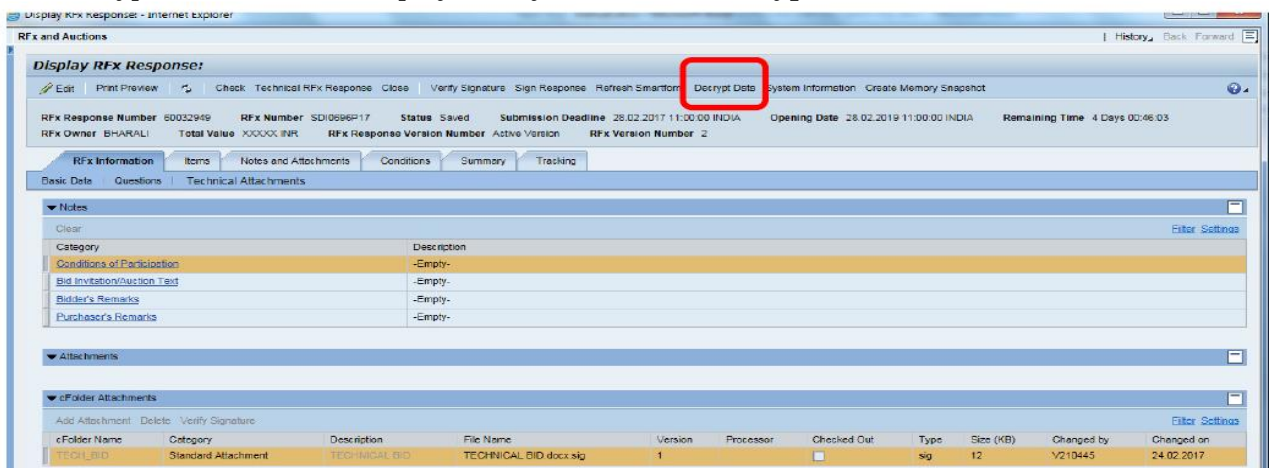 Display RFx Response: - Internet Explorer
RFx and Auctions | History Back Forward
Display RFx Response:
Edit Print Preview Check Technical RFx Response Close Verify Signature Sign Response Refresh Smartform Decrypt Data System Information Create Memory Snapshot
RFx Response Number 60032949 RFx Number SDI0696P17 Status Saved Submission Deadline 28.02.2017 11:00:00 INDIA Opening Date 28.02.2019 11:00:00 INDIA Remaining Time 4 Days 00:46:03
RFx Owner BHARALI Total Value XXXXX INR RFx Response Version Number Active Version RFx Version Number 2
RFx Information Items Notes and Attachments Conditions Summary Tracking
Basic Data Questions Technical Attachments
Notes
Clear Filter Settings
Category Description
Conditions of Participation -Empty-
Bid Invitation/Auction Text -Empty-
Bidder's Remarks -Empty-
Purchaser's Remarks -Empty-
Attachments
cFolder Attachments
Add Attachment Delete Verify Signature Filter Settings
cFolder Name Category Description File Name Version Processor Checked Out Type Size (KB) Changed by Changed on
TECH_BID Standard Attachment TECHNICAL BID TECHNICAL BID docx.sig 1 sig 12 V210445 24.02.2017